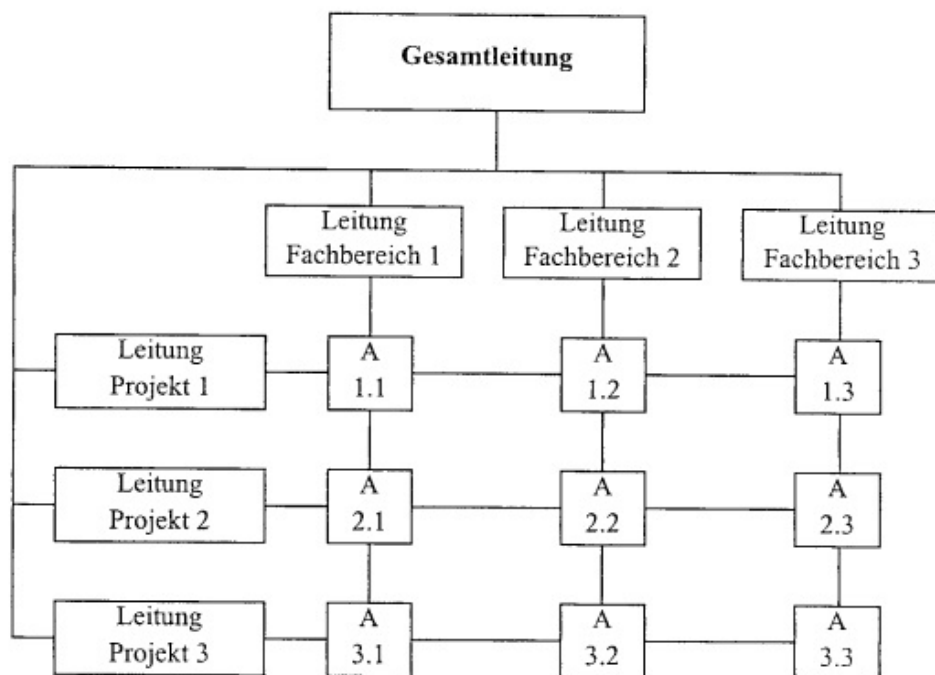 Gesamtleitung
Leitung
Fachbereich 1
Leitung
Fachbereich 2
Leitung
Fachbereich 3
Leitung
Projekt 1
A
1.1
A
1.2
A
1.3
Leitung
Projekt 2
A
2.1
A
2.2
A
2.3
Leitung
Projekt 3
A
3.1
A
3.2
A
3.3